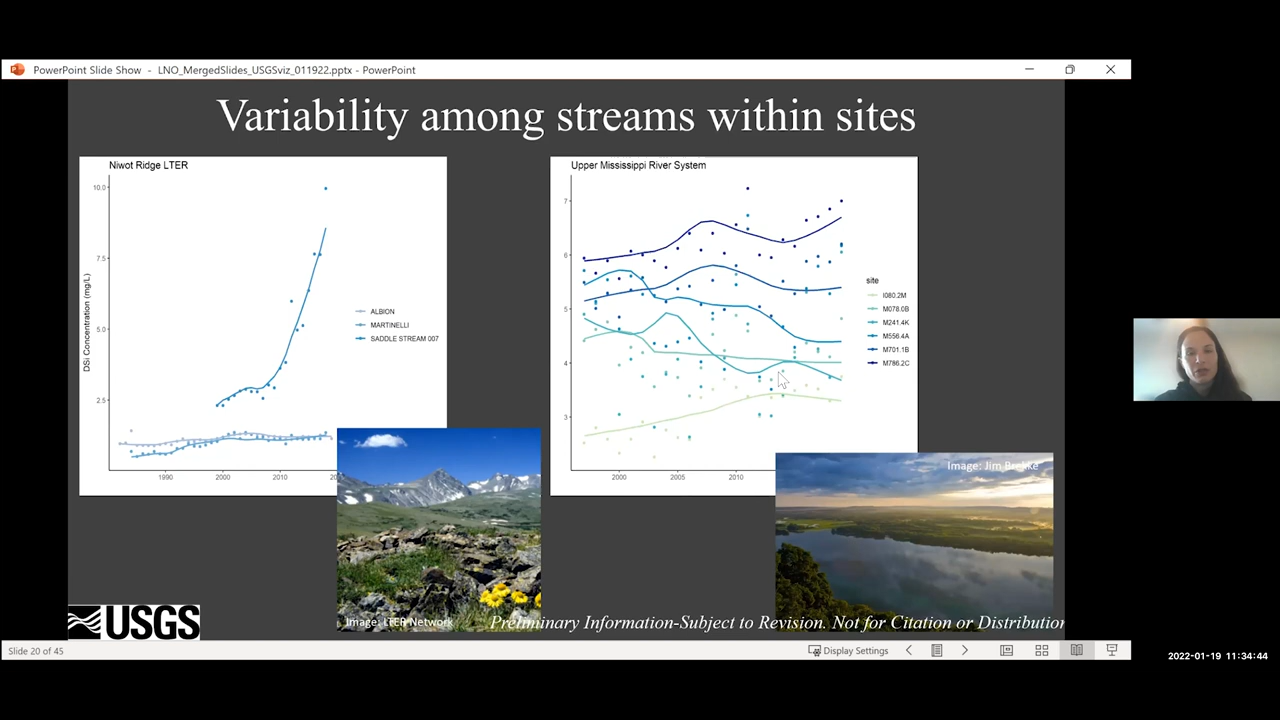 PowerPoint Slide Show - LNO_MergedSlides_USGSviz_011922.pptx - PowerPoint
Variability among streams within sites
Niwot Ridge LTER
10.0
7.5
5.0
2.5
DSi Concentration (mg/L)
1990
2000
2010
ALBION
MARTINELLI
SADDLE STREAM 007
Upper Mississippi River System
7
6
5
4
3
2000
2005
2010
site
I080.2M
M078.0B
M241.4K
M556.4A
M701.1B
M786.2C
Image: LTER Network
Image: Jim Brekke
USGS
Preliminary Information-Subject to Revision. Not for Citation or Distribution
Slide 20 of 45
Display Settings
2022-01-19 11:34:44